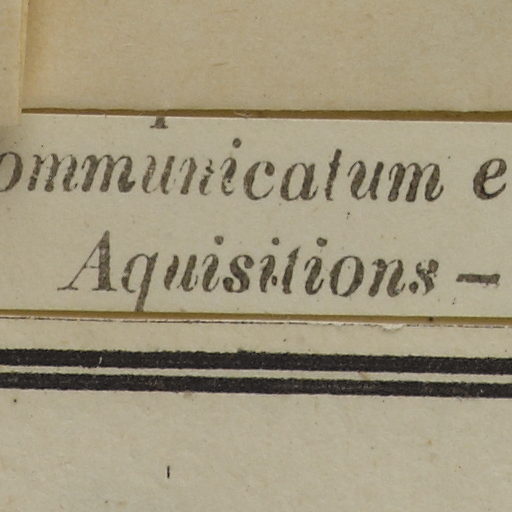 ommunicatum e
Aquisitions –